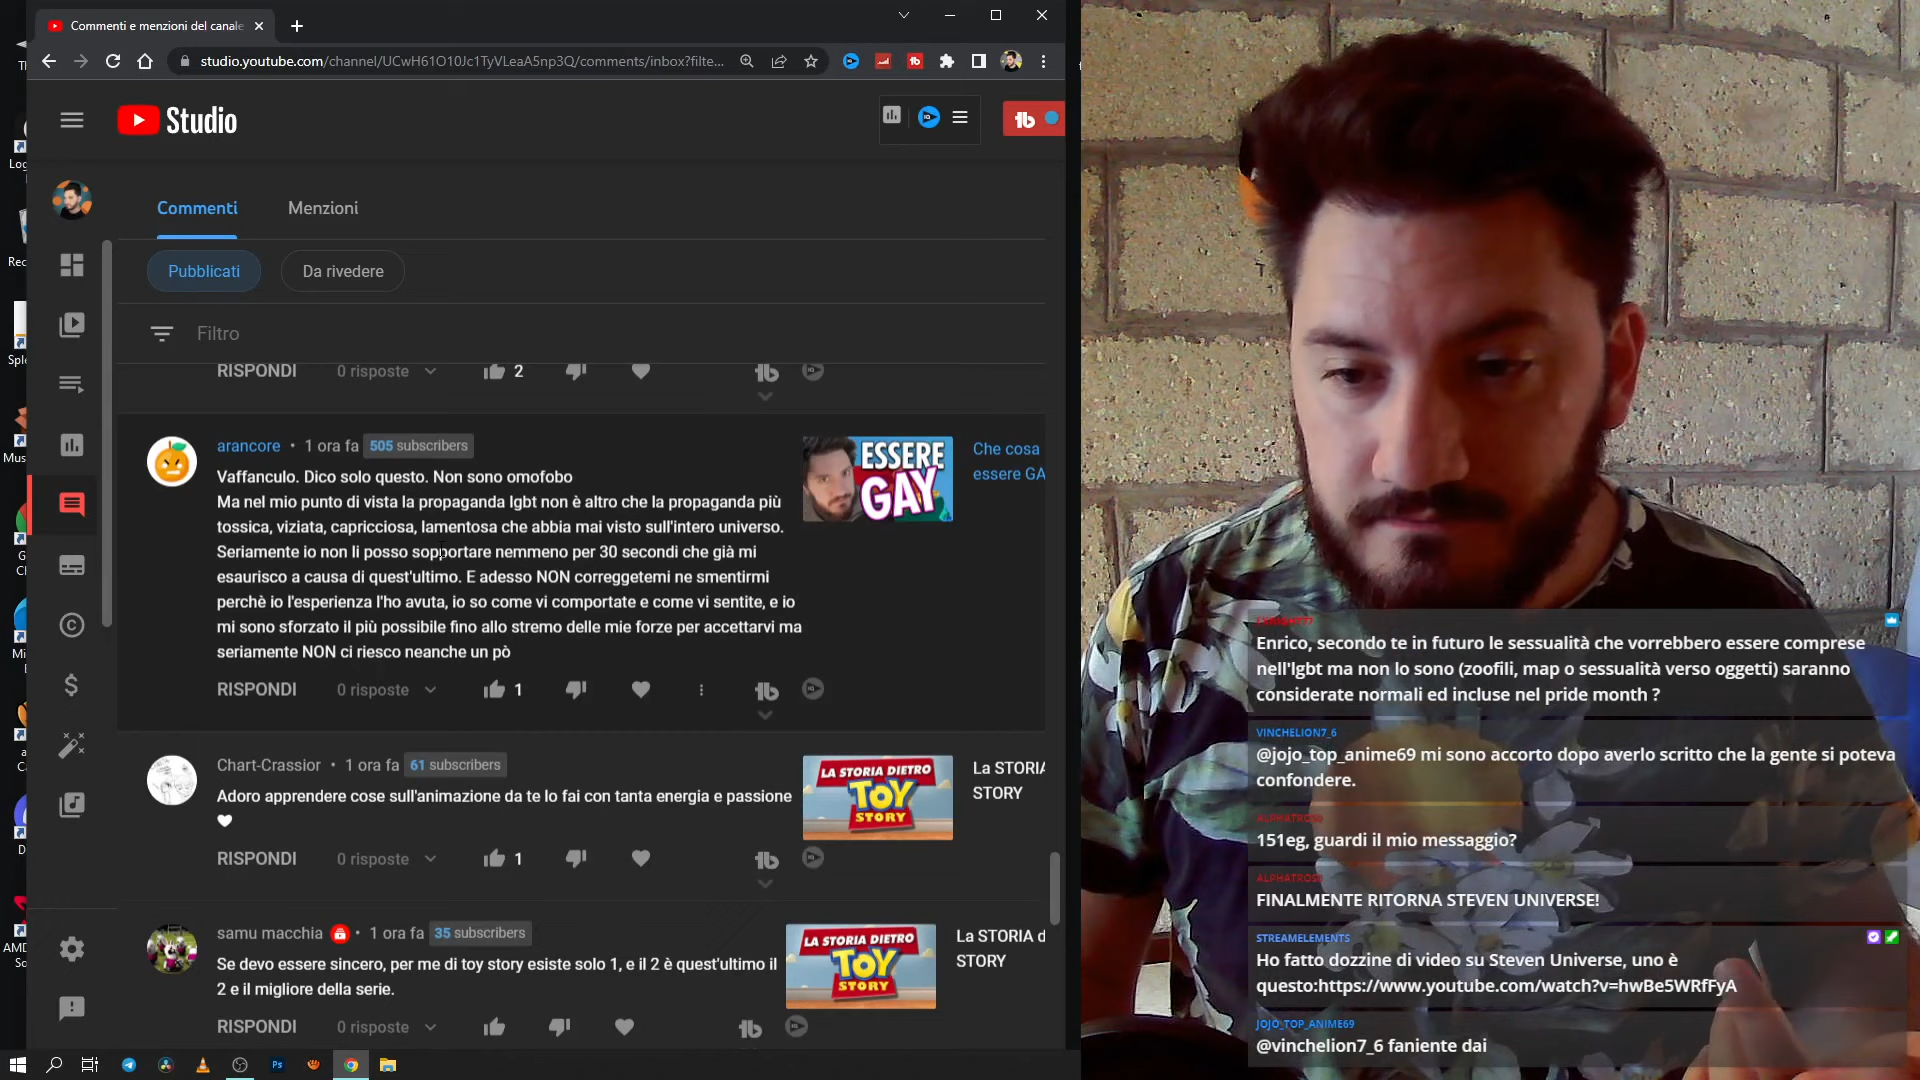 Commenti e menzioni del canale
studio.youtube.com/channel/UCwH61O10Jc1TyVLeaA5np3Q/comments/inbox?filte...
Studio
Commenti
Menzioni
Pubblicati
Da rivedere
Filtro
RISPONDI
0 risposte
2
arancore • 1 ora fa 505 subscribers
Vaffanculo. Dico solo questo. Non sono omofobo
Ma nel mio punto di vista la propaganda lgbt non è altro che la propaganda più
tossica, viziata, capricciosa, lamentosa che abbia mai visto sull'intero universo.
Seriamente io non li posso sopportare nemmeno per 30 secondi che già mi
esaurisco a causa di quest'ultimo. E adesso NON correggetemi ne smentirmi
perchè io l'esperienza l'ho avuta, io so come vi comportate e come vi sentite, e io
mi sono sforzato il più possibile fino allo stremo delle mie forze per accettarvi ma
seriamente NON ci riesco neanche un pò
ESSERE
GAY
Che cosa
essere GA
RISPONDI
0 risposte
1
Chart-Crassior • 1 ora fa 61 subscribers
Adoro apprendere cose sull'animazione da te lo fai con tanta energia e passione
LA STORIA DIETRO
TOY
STORY
La STORIA
STORY
RISPONDI
0 risposte
1
samu macchia • 1 ora fa 35 subscribers
Se devo essere sincero, per me di toy story esiste solo 1, e il 2 è quest'ultimo il
2 e il migliore della serie.
LA STORIA DIETRO
TOY
STORY
La STORIA d
STORY
RISPONDI
0 risposte
Enrico, secondo te in futuro le sessualità che vorrebbero essere comprese
nell'lgbt ma non lo sono (zoofili, map o sessualità verso oggetti) saranno
considerate normali ed incluse nel pride month ?
VINCHELION7_6
@jojo_top_anime69 mi sono accorto dopo averlo scritto che la gente si poteva
confondere.
151eg, guardi il mio messaggio?
FINALMENTE RITORNA STEVEN UNIVERSE!
STREAMELEMENTS
Ho fatto dozzine di video su Steven Universe, uno è
questo:https://www.youtube.com/watch?v=hwBe5WRfFyA
JOJO_TOP_ANIME69
@vinchelion7_6 faniente dai